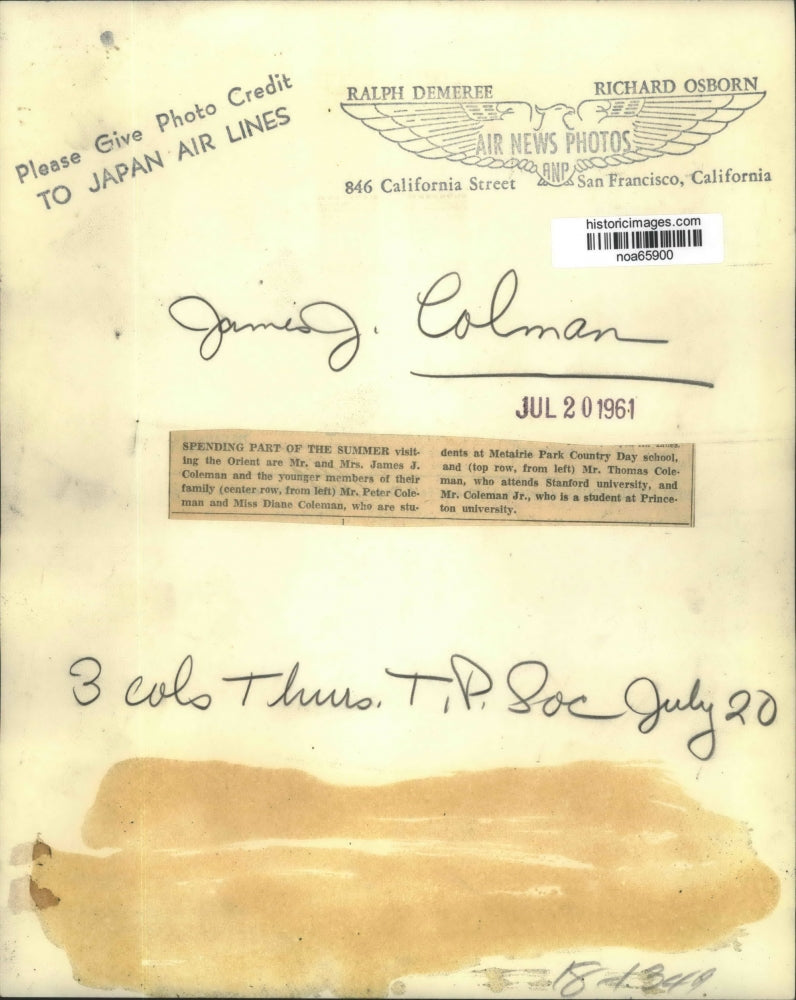 Please Give Photo Credit
TO JAPAN AIR LINES
RALPH DEMEREE RICHARD OSBORN
AIR NEWS PHOTOS
ANP
846 California Street San Francisco, California
historicimages.com
noa65900
James J. Colman
JUL 20 1961
SPENDING PART OF THE SUMMER visit-
ing the Orient are Mr. and Mrs. James J.
Coleman and the younger members of their
family (center row, from left) Mr. Peter Cole-
man and Miss Diane Coleman, who are stu-
dents at Metairie Park Country Day school,
and (top row, from left) Mr. Thomas Cole-
man, who attends Stanford university, and
Mr. Coleman Jr., who is a student at Prince-
ton university.
3 cols Thurs. T.P. Soc July 20